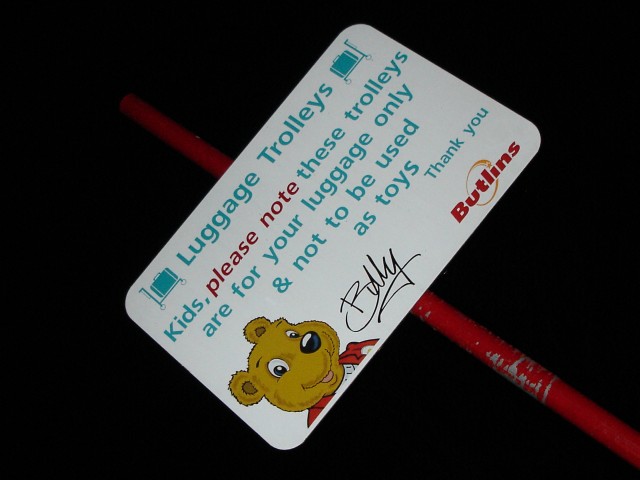 Luggage Trolleys
Kids, please note these trolleys
are for your luggage only
& not to be used
as toys
Thank you
Billy
Butlins